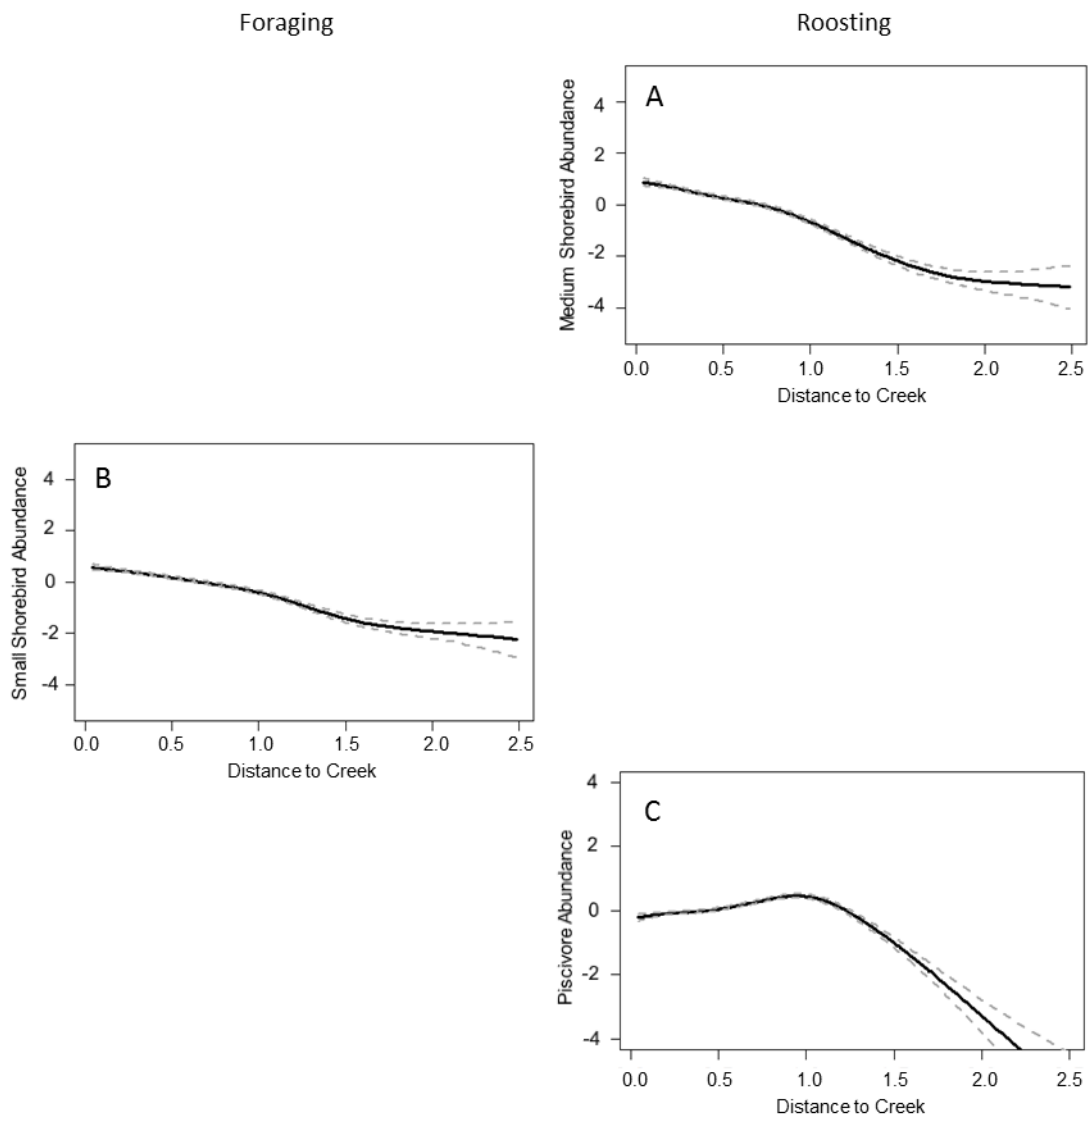 Foraging
Roosting
A
Medium Shorebird Abundance
4
2
0
-2
-4
0.0 0.5 1.0 1.5 2.0 2.5
Distance to Creek
B
Small Shorebird Abundance
4
2
0
-2
-4
0.0 0.5 1.0 1.5 2.0 2.5
Distance to Creek
C
Piscivore Abundance
4
2
0
-2
-4
0.0 0.5 1.0 1.5 2.0 2.5
Distance to Creek